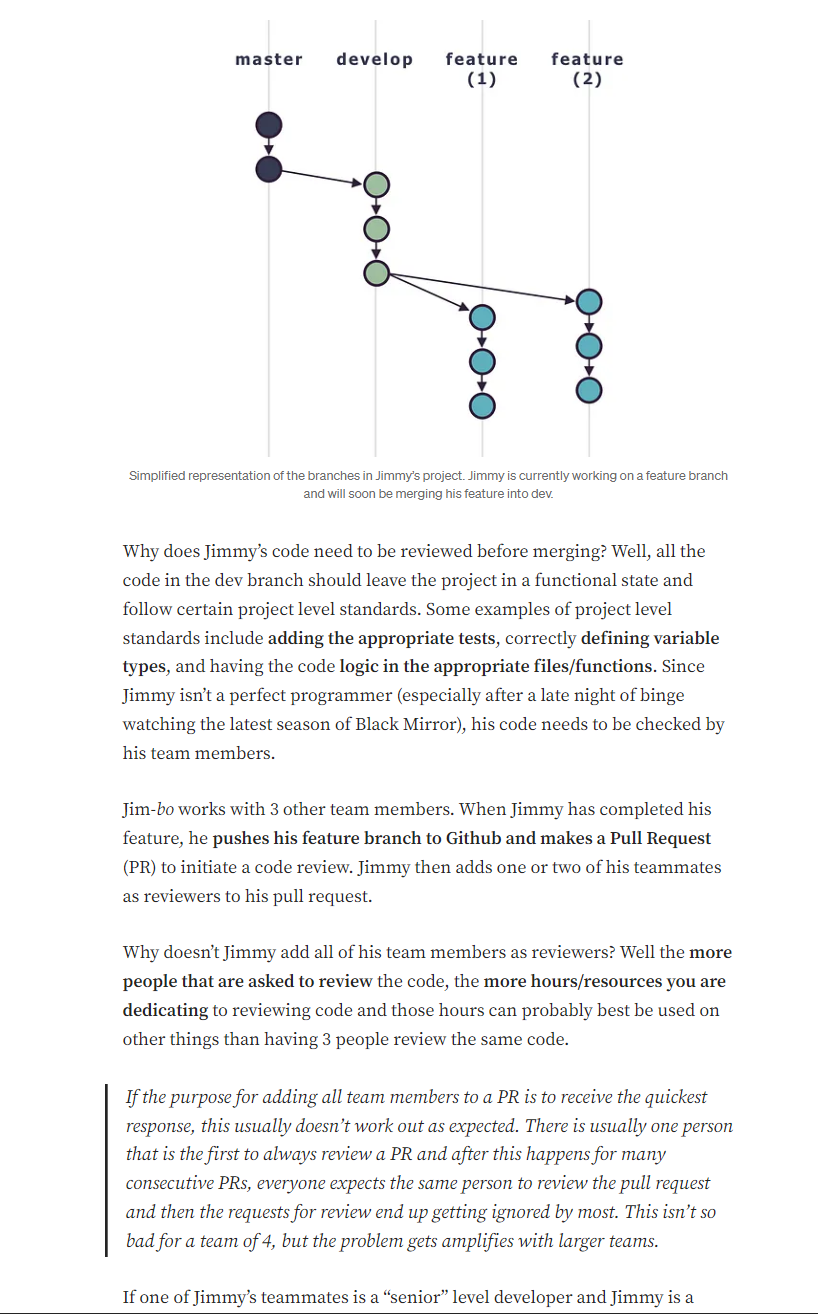 master develop feature feature
(1) (2)
Simplified representation of the branches in Jimmy's project. Jimmy is currently working on a feature branch
and will soon be merging his feature into dev.
Why does Jimmy’s code need to be reviewed before merging? Well, all the
code in the dev branch should leave the project in a functional state and
follow certain project level standards. Some examples of project level
standards include adding the appropriate tests, correctly defining variable
types, and having the code logic in the appropriate files/functions. Since
Jimmy isn’t a perfect programmer (especially after a late night of binge
watching the latest season of Black Mirror), his code needs to be checked by
his team members.
Jim-bo works with 3 other team members. When Jimmy has completed his
feature, he pushes his feature branch to Github and makes a Pull Request
(PR) to initiate a code review. Jimmy then adds one or two of his teammates
as reviewers to his pull request.
Why doesn’t Jimmy add all of his team members as reviewers? Well the more
people that are asked to review the code, the more hours/resources you are
dedicating to reviewing code and those hours can probably best be used on
other things than having 3 people review the same code.
If the purpose for adding all team members to a PR is to receive the quickest
response, this usually doesn’t work out as expected. There is usually one person
that is the first to always review a PR and after this happens for many
consecutive PRs, everyone expects the same person to review the pull request
and then the requests for review end up getting ignored by most. This isn’t so
bad for a team of 4, but the problem gets amplifies with larger teams.
If one of Jimmy’s teammates is a “senior” level developer and Jimmy is a